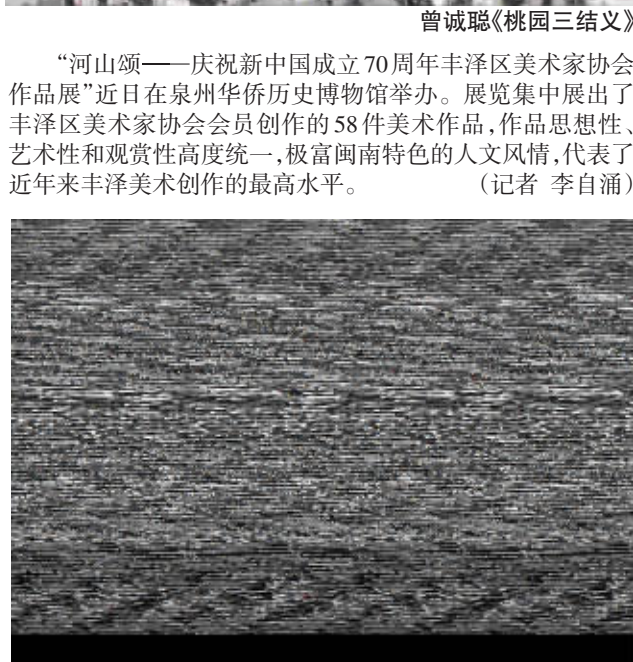 曾诚聪《桃园三结义》
“河山颂——庆祝新中国成立70周年丰泽区美术家协会
作品展”近日在泉州华侨历史博物馆举办。展览集中展出了
丰泽区美术家协会会员创作的58件美术作品,作品思想性、
艺术性和观赏性高度统一,极富闽南特色的人文风情,代表了
近年来丰泽美术创作的最高水平。 (记者 李自涌)